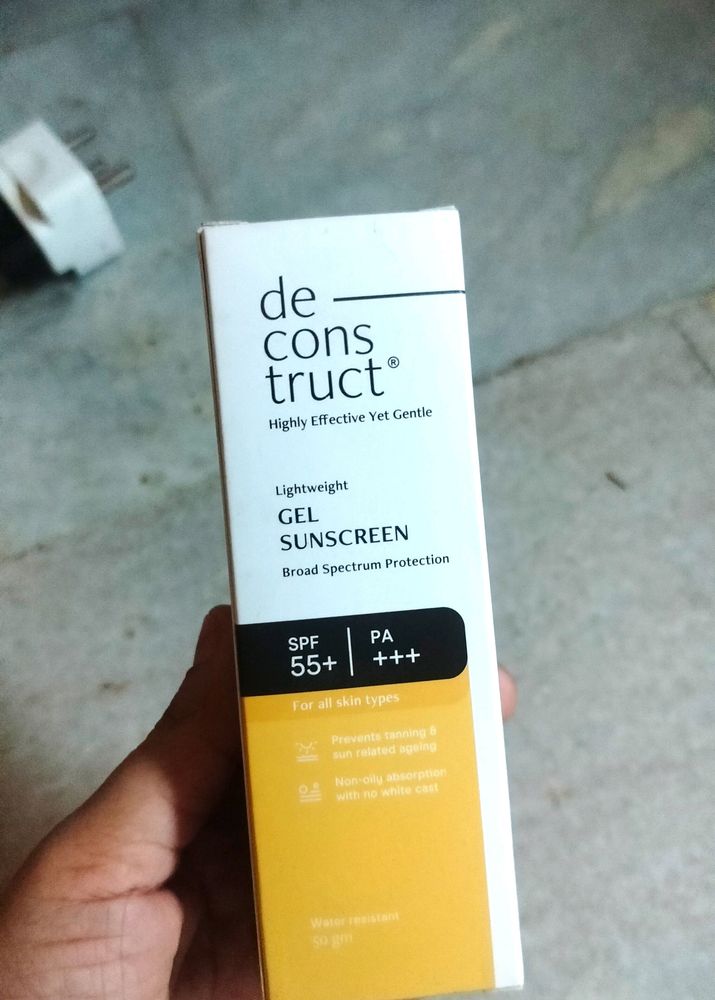 de
cons
truct®
Highly Effective Yet Gentle
Lightweight
GEL
SUNSCREEN
Broad Spectrum Protection
SPF
55+
PA
+++
For all skin types
Prevents tanning &
sun related ageing
Non-oily absorption
with no white cast
Water resistant
50 gm